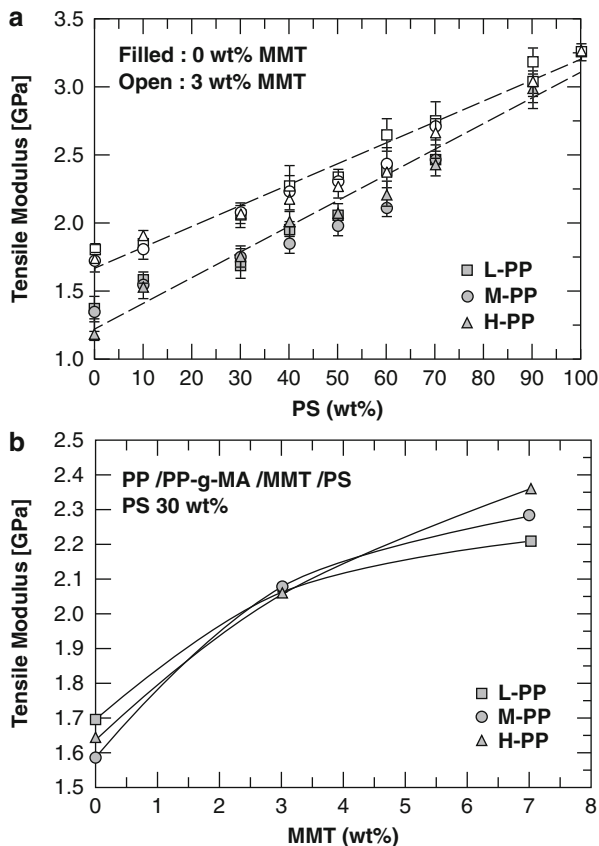 a
Filled : 0 wt% MMT
Open : 3 wt% MMT
3.5
3.0
2.5
2.0
1.5
1.0
Tensile Modulus [GPa]
L-PP
M-PP
H-PP
0 10 20 30 40 50 60 70 80 90 100
PS (wt%)
b
PP /PP-g-MA /MMT /PS
PS 30 wt%
2.5
2.4
2.3
2.2
2.1
2.0
1.9
1.8
1.7
1.6
1.5
Tensile Modulus [GPa]
L-PP
M-PP
H-PP
0 1 2 3 4 5 6 7 8
MMT (wt%)